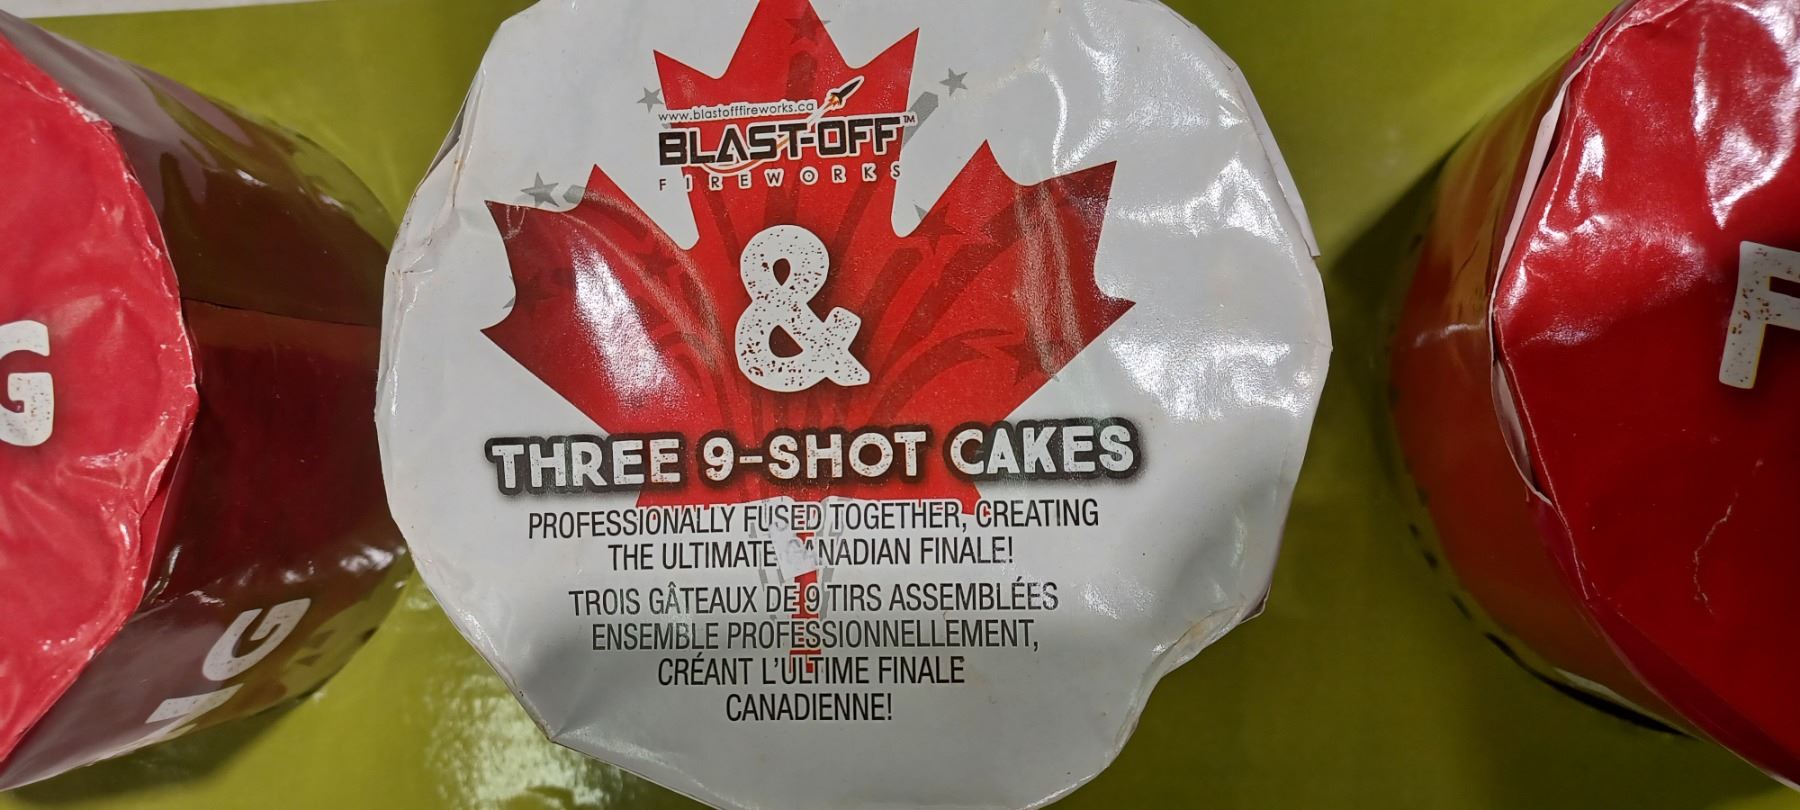 www.blastofffireworks.ca
BLAST-OFF™
FIREWORKS
&
THREE 9-SHOT CAKES
PROFESSIONALLY FUSED TOGETHER, CREATING
THE ULTIMATE CANADIAN FINALE!
TROIS GÂTEAUX DE 9 TIRS ASSEMBLÉES
ENSEMBLE PROFESSIONNELLEMENT,
CRÉANT L'ULTIME FINALE
CANADIENNE!
G
G
F